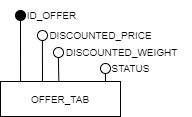 ID_OFFER
DISCOUNTED_PRICE
DISCOUNTED_WEIGHT
STATUS
OFFER_TAB